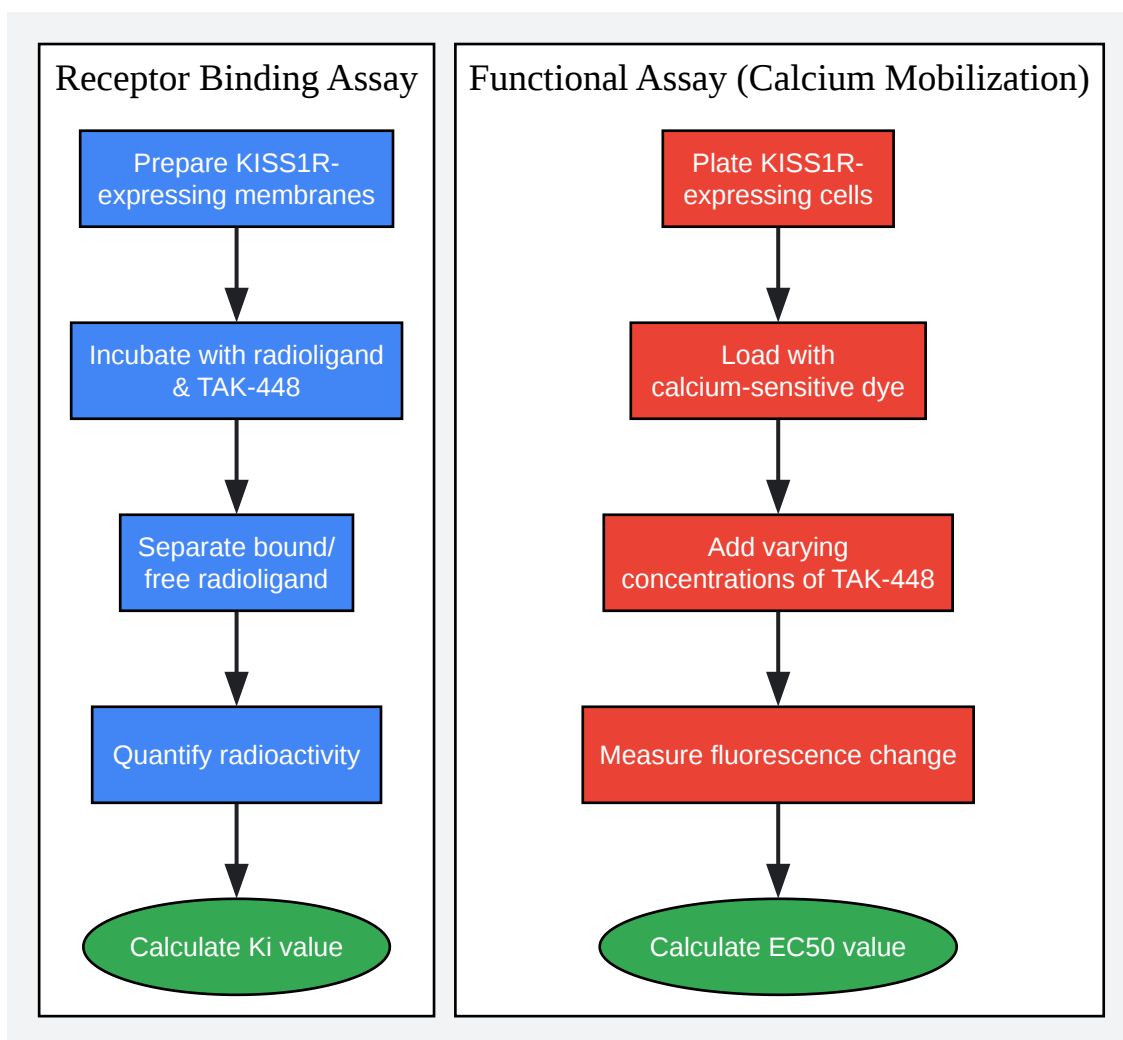 Receptor Binding Assay
Prepare KISS1R-
expressing membranes
Incubate with radioligand
& TAK-448
Separate bound/
free radioligand
Quantify radioactivity
Calculate Ki value
Functional Assay (Calcium Mobilization)
Plate KISS1R-
expressing cells
Load with
calcium-sensitive dye
Add varying
concentrations of TAK-448
Measure fluorescence change
Calculate EC50 value